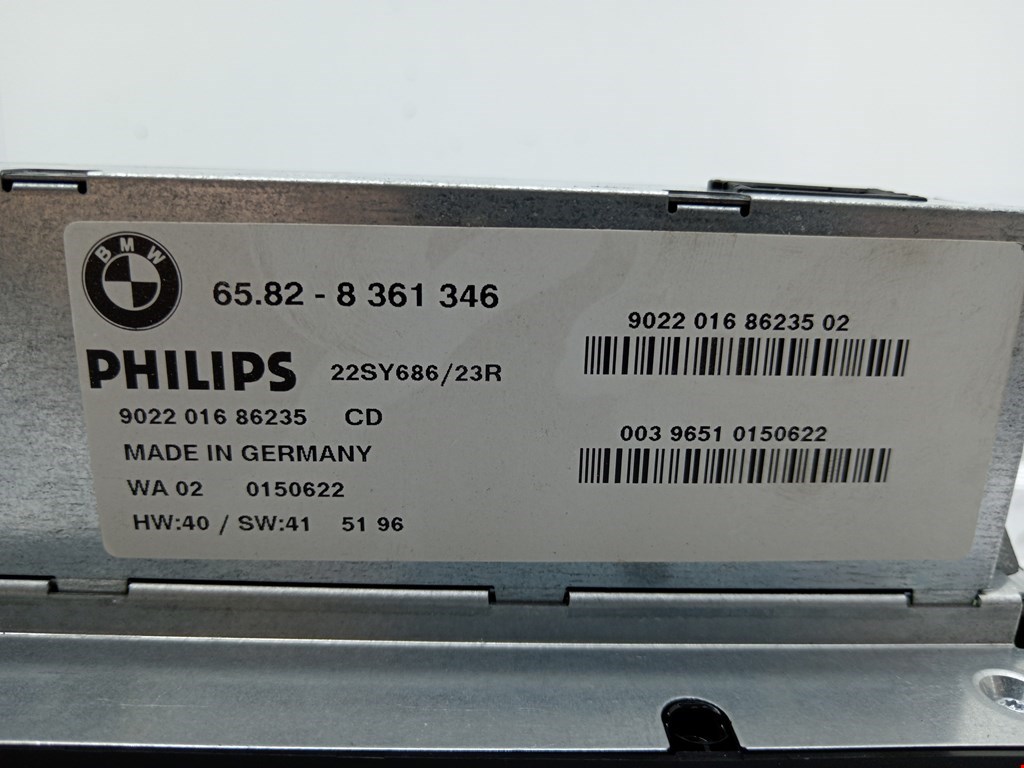 BMW
65.82 - 8 361 346
PHILIPS 22SY686/23R
9022 016 86235 CD
MADE IN GERMANY
WA 02 0150622
HW:40 / SW:41 51 96
9022 016 86235 02
003 9651 0150622